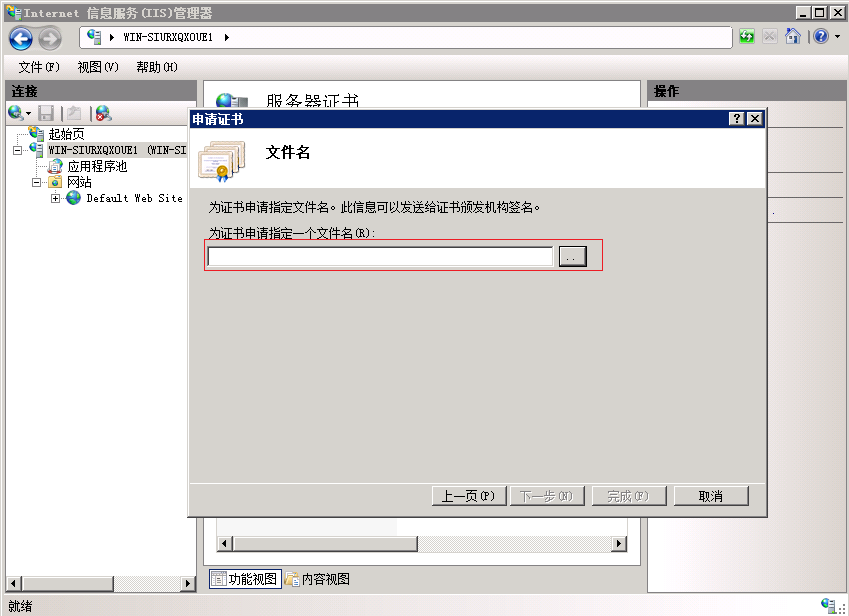 Internet 信息服务(IIS)管理器
WIN-SIURXQXOUE1
文件(F) 视图(V) 帮助(H)
连接
服务器证书
操作
起始页
WIN-SIURXQXOUE1 (WIN-SI
应用程序池
网站
Default Web Site
申请证书
文件名
为证书申请指定文件名。此信息可以发送给证书颁发机构签名。
为证书申请指定一个文件名(R):
..
上一页(P) 下一步(N) 完成(F) 取消
功能视图 内容视图
就绪